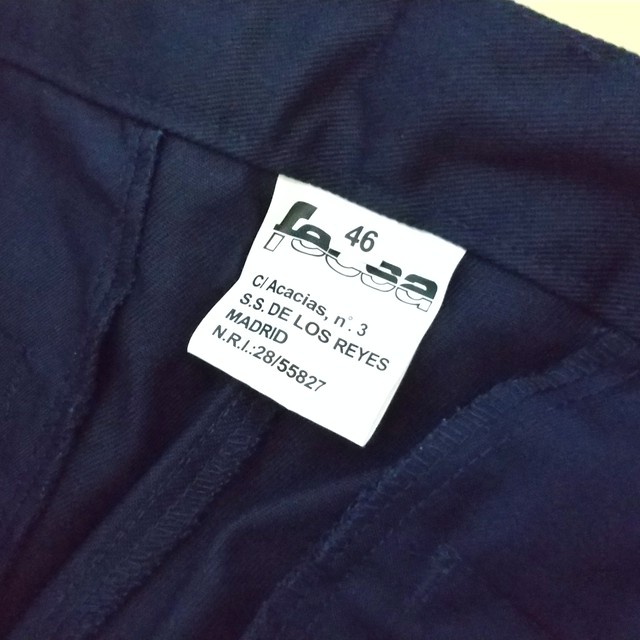 46
C/Acacias, n°. 3
S.S. DE LOS REYES
MADRID
N.R.I.:28/55827